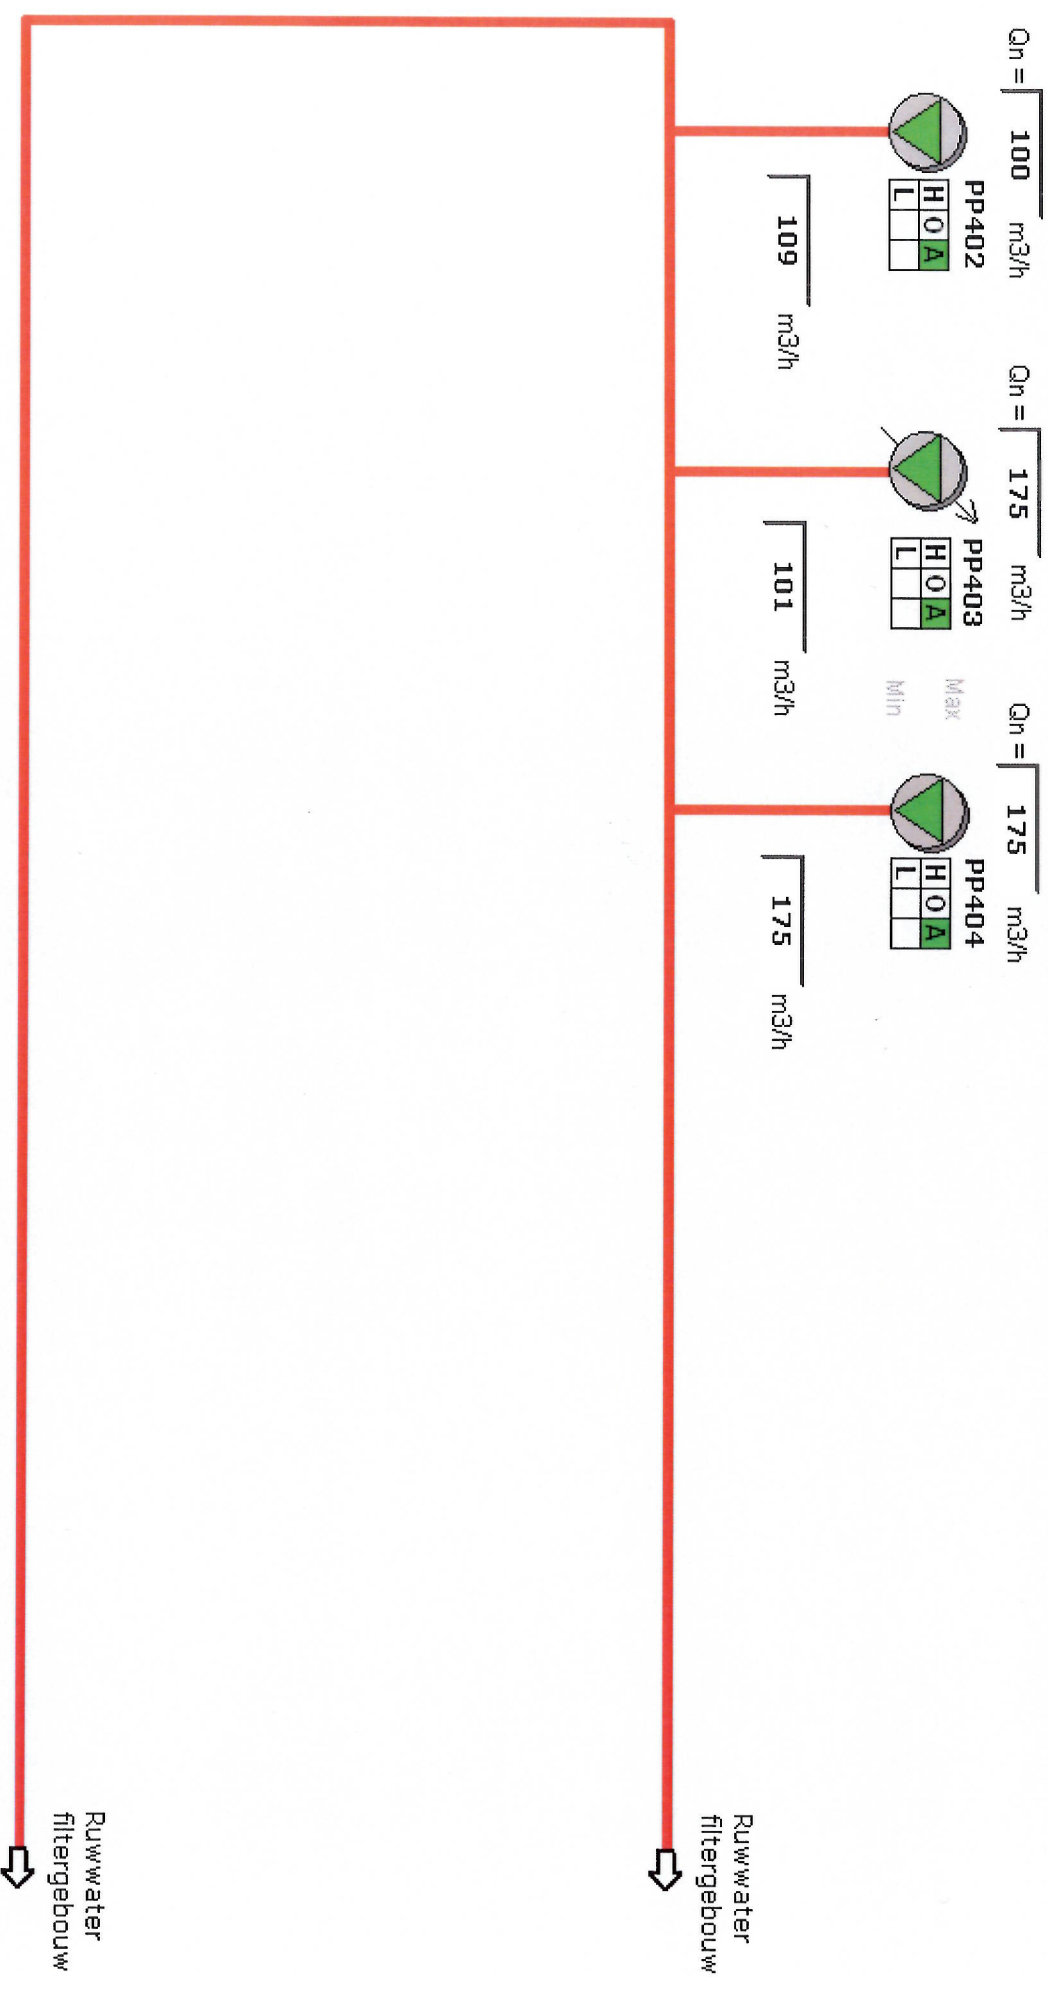 Qn = 100 m3/h
PP402
H O A
L
109 m3/h
Qn = 175 m3/h
PP403
H O A
L
Max
Min
101 m3/h
Qn = 175 m3/h
PP404
H O A
L
175 m3/h
Ruwwater
filtergebouw
Ruwwater
filtergebouw